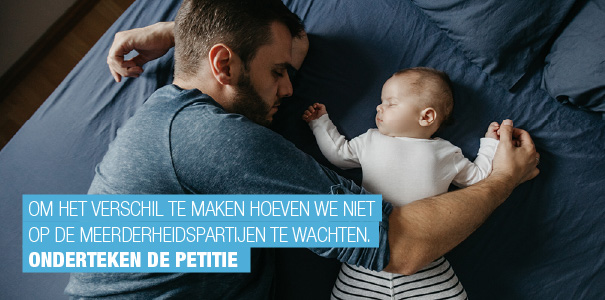 OM HET VERSCHIL TE MAKEN HOEVEN WE NIET
OP DE MEERDERHEIDSPARTIJEN TE WACHTEN.
ONDERTEKEN DE PETITIE